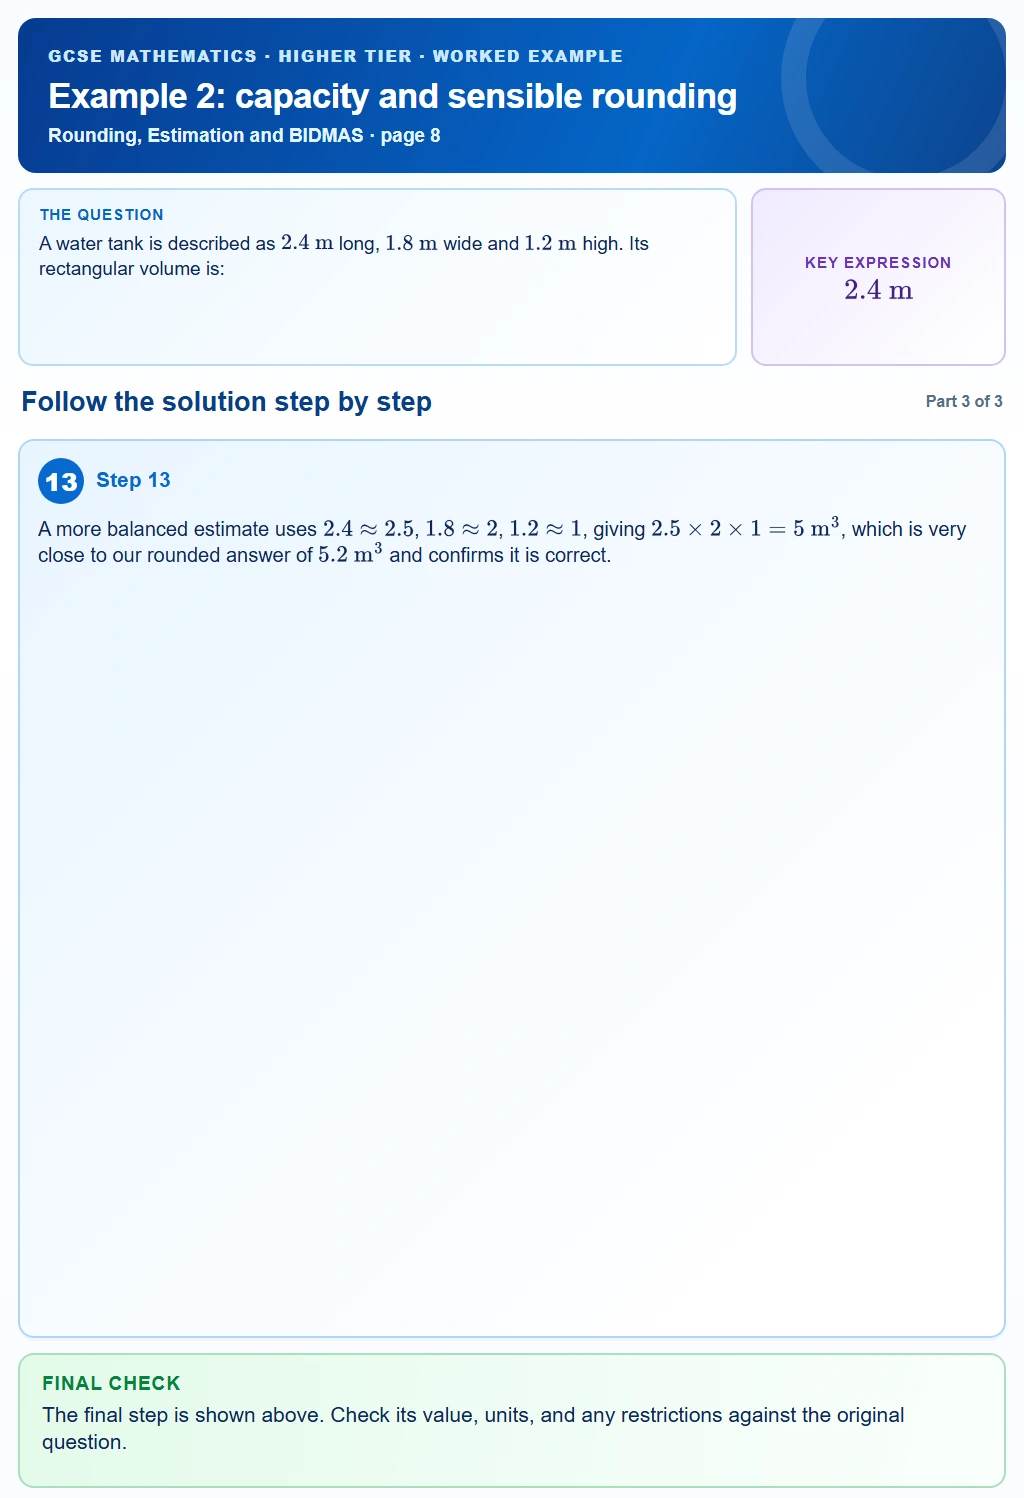 GCSE MATHEMATICS · HIGHER TIER · WORKED EXAMPLE
Example 2: capacity and sensible rounding
Rounding, Estimation and BIDMAS · page 8
THE QUESTION
A water tank is described as 2.4 m long, 1.8 m wide and 1.2 m high. Its
rectangular volume is:
KEY EXPRESSION
2.4 m
Follow the solution step by step
Part 3 of 3
13 Step 13
A more balanced estimate uses 2.4 ≈ 2.5, 1.8 ≈ 2, 1.2 ≈ 1, giving 2.5 × 2 × 1 = 5 m³, which is very
close to our rounded answer of 5.2 m³ and confirms it is correct.
FINAL CHECK
The final step is shown above. Check its value, units, and any restrictions against the original
question.